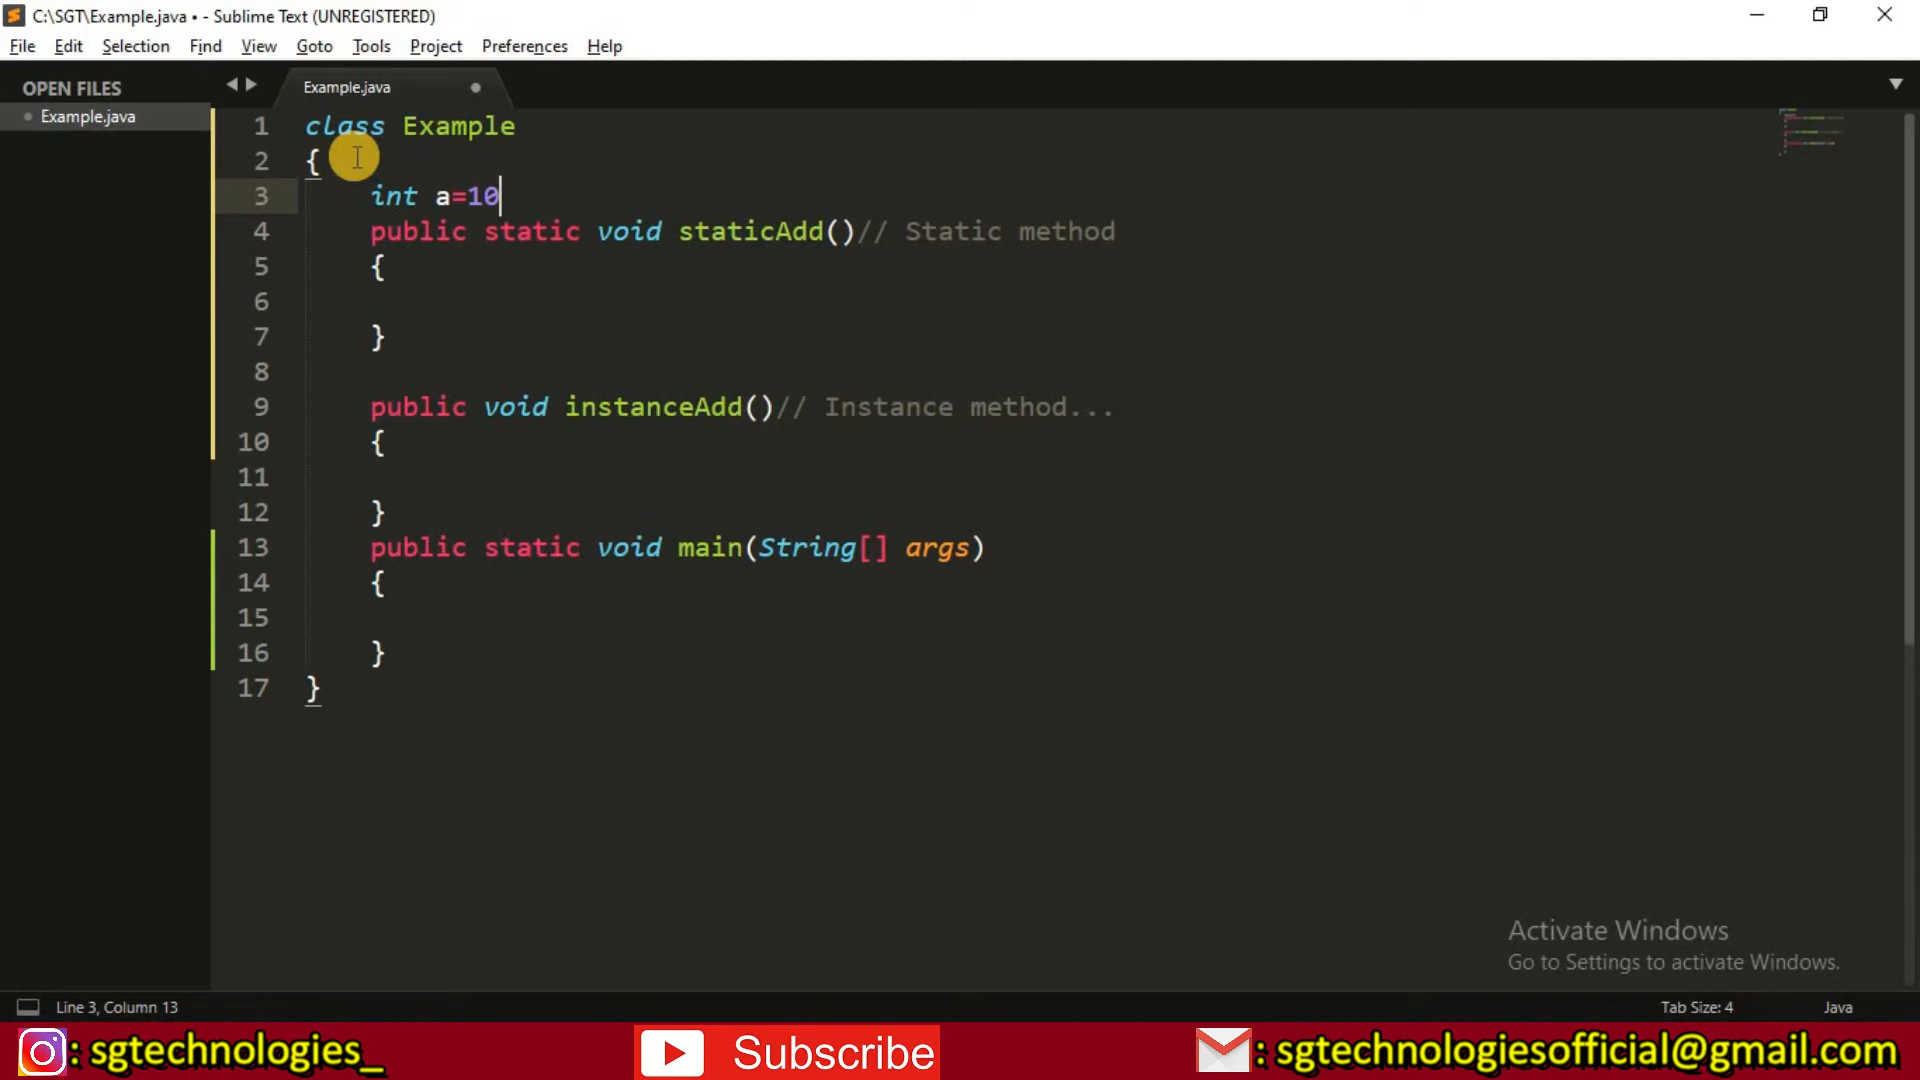 C:\SGT\Example.java • - Sublime Text (UNREGISTERED)
File Edit Selection Find View Goto Tools Project Preferences Help
OPEN FILES
Example.java
Example.java
1 class Example
2 {
3 int a=10
4 public static void staticAdd()// Static method
5 {
6
7 }
8
9 public void instanceAdd()// Instance method...
10 {
11
12 }
13 public static void main(String[] args)
14 {
15
16 }
17 }
Activate Windows
Go to Settings to activate Windows.
Line 3, Column 13 Tab Size: 4 Java
: sgtechnologies_ Subscribe : sgtechnologiesofficial@gmail.com